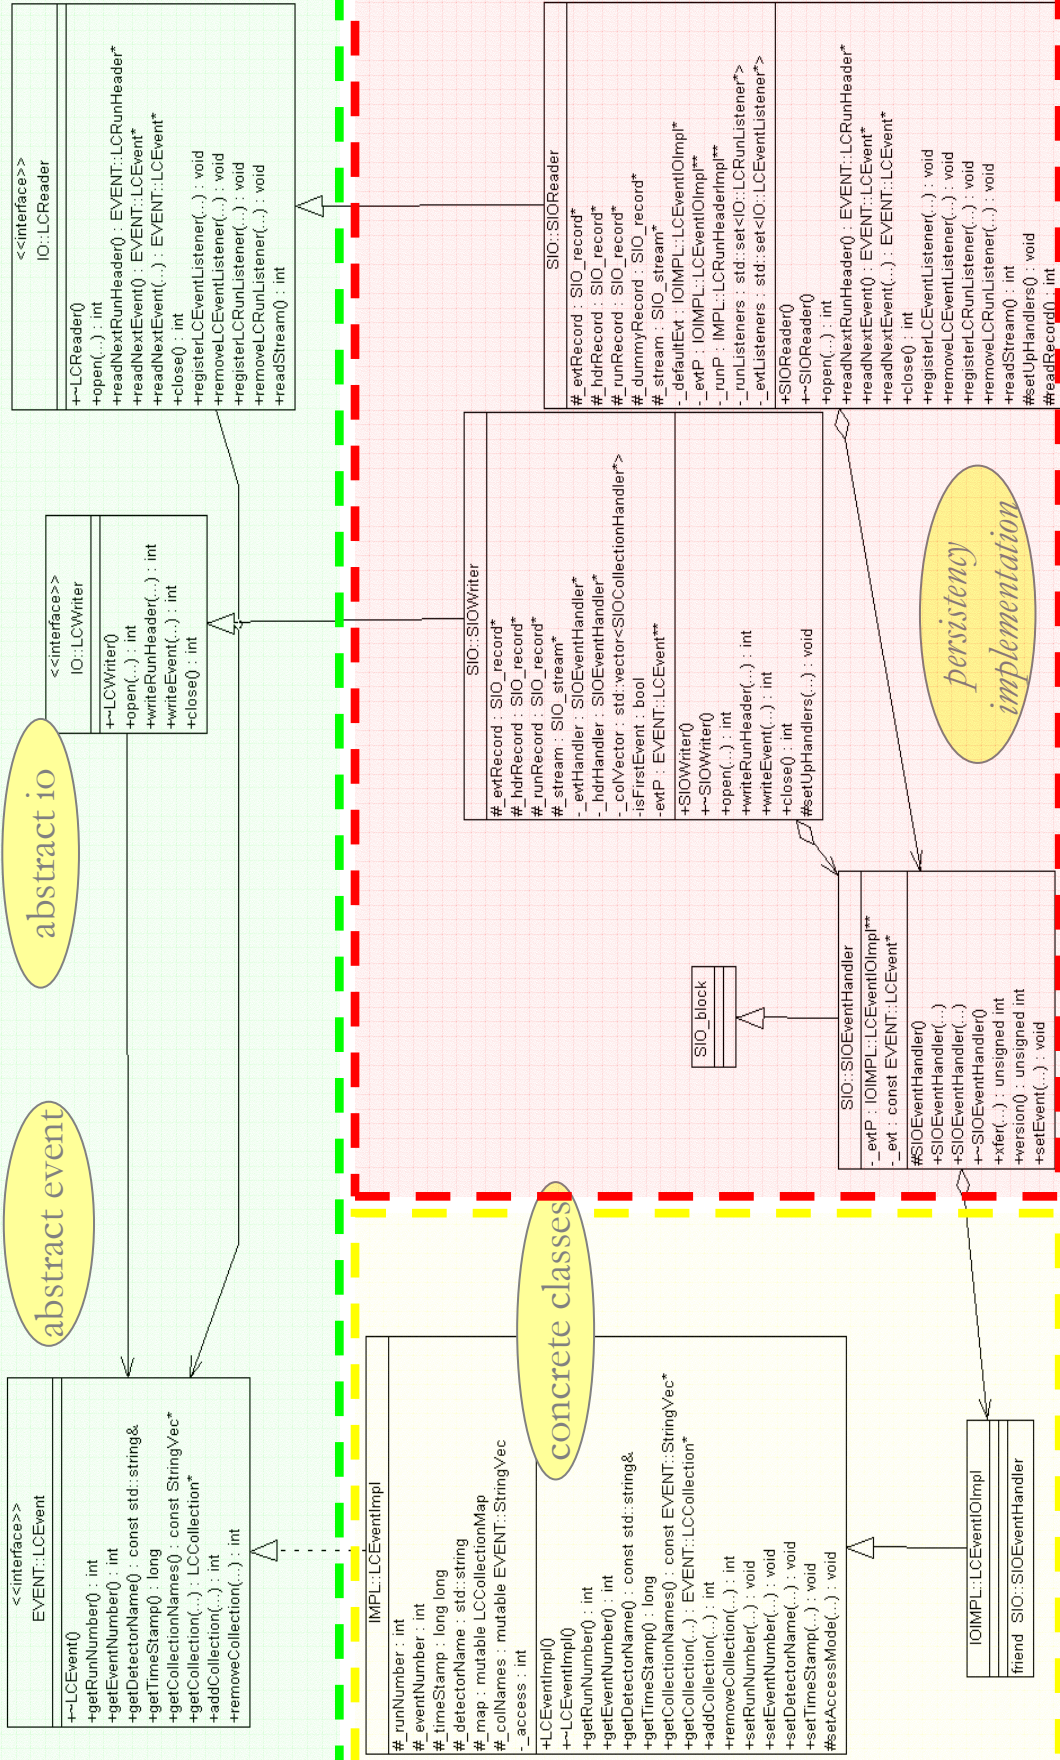 <<interface>>
EVENT::LCEvent
+~LCEvent()
+getRunNumber() : int
+getEventNumber() : int
+getDetectorName() : const std::string&
+getTimeStamp() : long
+getCollectionNames() : const StringVec*
+getCollection(...) : LCCollection*
+addCollection(...) : int
+removeCollection(...) : int
abstract event
abstract io
<<interface>>
IO::LCWriter
+~LCWriter()
+open(...) : int
+writeRunHeader(...) : int
+writeEvent(...) : int
+close() : int
<<interface>>
IO::LCReader
+~LCReader()
+open(...) : int
+readNextRunHeader() : EVENT::LCRunHeader*
+readNextEvent() : EVENT::LCEvent*
+readNextEvent(...) : EVENT::LCEvent*
+close() : int
+registerLCEventListener(...) : void
+removeLCEventListener(...) : void
+registerLCRunListener(...) : void
+removeLCRunListener(...) : void
+readStream() : int
IMPL::LCEventImpl
#_runNumber : int
#_eventNumber : int
#_timeStamp : long long
#_detectorName : std::string
#_map : mutable LCCollectionMap
#_colNames : mutable EVENT::StringVec
-_access : int
+LCEventImpl()
+~LCEventImpl()
+getRunNumber() : int
+getEventNumber() : int
+getDetectorName() : const std::string&
+getTimeStamp() : long
+getCollectionNames() : const EVENT::StringVec*
+getCollection(...) : EVENT::LCCollection*
+addCollection(...) : int
+removeCollection(...) : int
+setRunNumber(...) : void
+setEventNumber(...) : void
+setDetectorName(...) : void
+setTimeStamp(...) : void
#setAccessMode(...) : void
concrete classes
IOIMPL::LCEventIOImpl
friend SIO::SIOEventHandler
SIO_block
SIO::SIOEventHandler
-_evtP : IOIMPL::LCEventIOImpl**
-_evt : const EVENT::LCEvent*
#SIOEventHandler()
+SIOEventHandler(...)
+SIOEventHandler(...)
+~SIOEventHandler()
+xfer(...) : unsigned int
+version() : unsigned int
+setEvent(...) : void
SIO::SIOWriter
#_evtRecord : SIO_record*
#_hdrRecord : SIO_record*
#_runRecord : SIO_record*
#_stream : SIO_stream*
-_evtHandler : SIOEventHandler*
-_hdrHandler : SIOEventHandler*
-_colVector : std::vector<SIOCollectionHandler*>
-isFirstEvent : bool
-evtP : EVENT::LCEvent**
+SIOWriter()
+~SIOWriter()
+open(...) : int
+writeRunHeader(...) : int
+writeEvent(...) : int
+close() : int
#setUpHandlers(...) : void
SIO::SIOReader
#_evtRecord : SIO_record*
#_hdrRecord : SIO_record*
#_runRecord : SIO_record*
#_dummyRecord : SIO_record*
#_stream : SIO_stream*
-_defaultEvt : IOIMPL::LCEventIOImpl*
-_evtP : IOIMPL::LCEventIOImpl**
-_runP : IMPL::LCRunHeaderImpl**
-_runListeners : std::set<IO::LCRunListener*>
-_evtListeners : std::set<IO::LCEventListener*>
+SIOReader()
+~SIOReader()
+open(...) : int
+readNextRunHeader() : EVENT::LCRunHeader*
+readNextEvent() : EVENT::LCEvent*
+readNextEvent(...) : EVENT::LCEvent*
+close() : int
+registerLCEventListener(...) : void
+removeLCEventListener(...) : void
+registerLCRunListener(...) : void
+removeLCRunListener(...) : void
+readStream() : int
#setUpHandlers() : void
#readRecord() : int
persistency
implementation